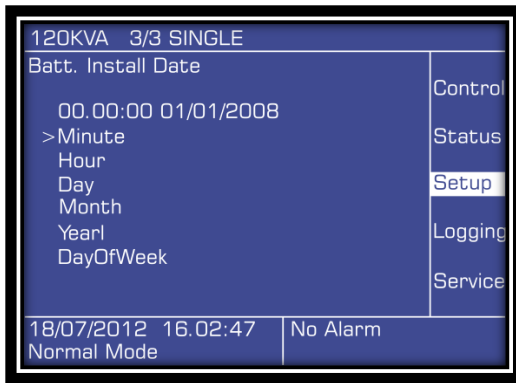 120KVA 3/3 SINGLE
Batt. Install Date
00.00:00 01/01/2008
>Minute
Hour
Day
Month
Yearl
DayOfWeek
Control
Status
Setup
Logging
Service
18/07/2012 16.02:47
Normal Mode
No Alarm